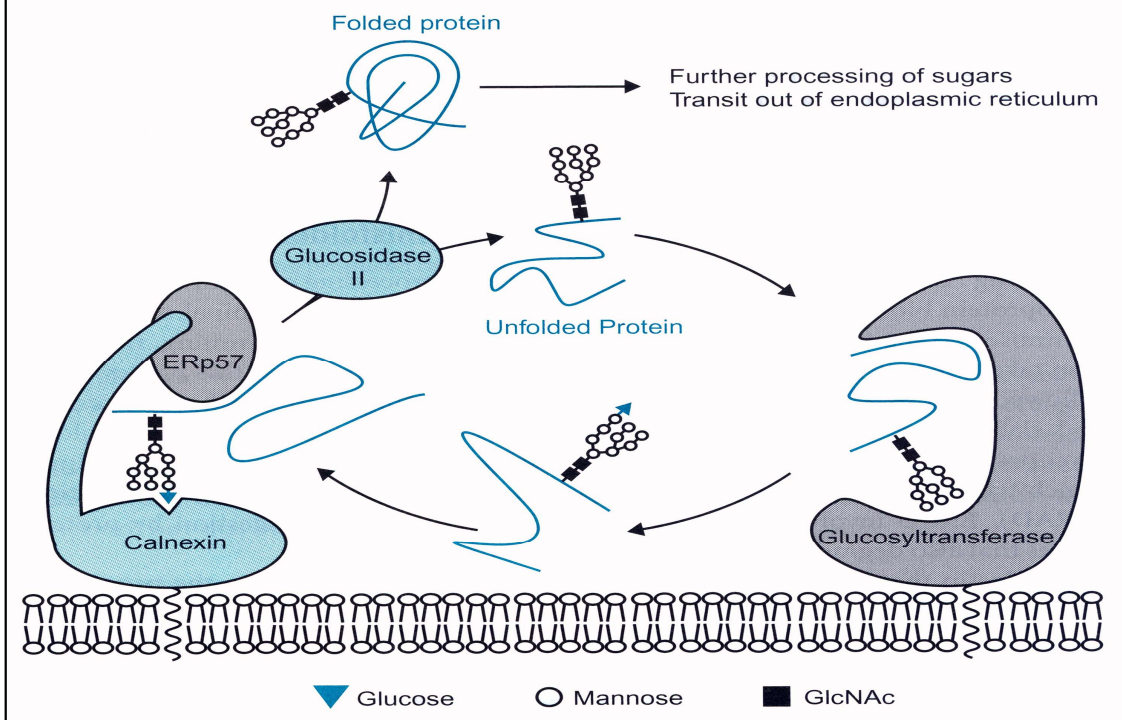 Folded protein
Further processing of sugars
Transit out of endoplasmic reticulum
Glucosidase
II
Unfolded Protein
ERp57
Calnexin
Glucosyltransferase
Glucose
Mannose
GlcNAc